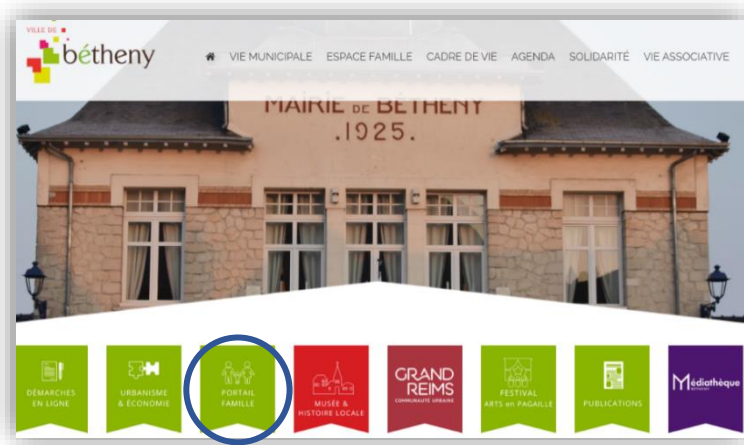 VILLE DE
bétheny
VIE MUNICIPALE ESPACE FAMILLE CADRE DE VIE AGENDA SOLIDARITÉ VIE ASSOCIATIVE
MAIRIE DE BÉTHENY
.1925.
DÉMARCHES
EN LIGNE
URBANISME
& ÉCONOMIE
PORTAIL
FAMILLE
MUSÉE &
HISTOIRE LOCALE
GRAND
REIMS
COMMUNAUTÉ URBAINE
FESTIVAL
ARTS en PAGAILLE
PUBLICATIONS
Médiathèque
BÉTHENY